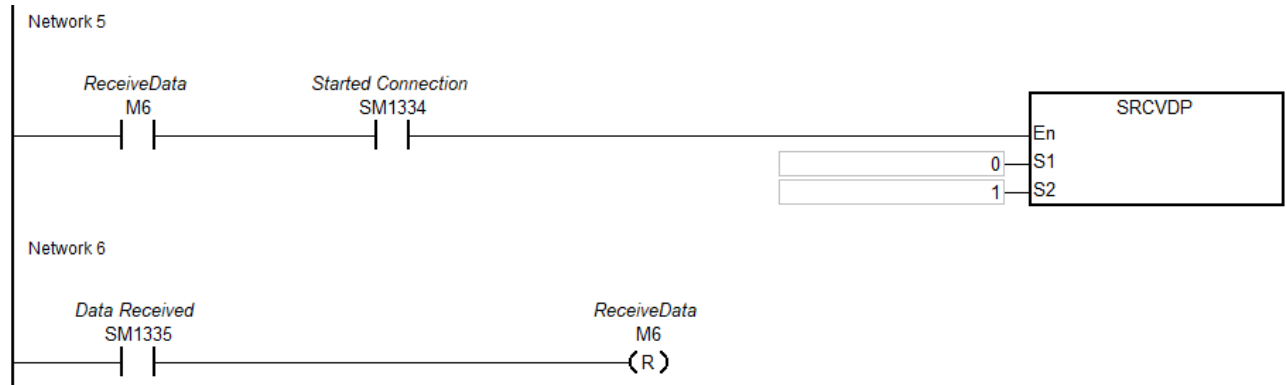 Network 5
ReceiveData Started Connection
M6 SM1334
SRCVDP
En
0 S1
1 S2
Network 6
Data Received ReceiveData
SM1335 M6
R